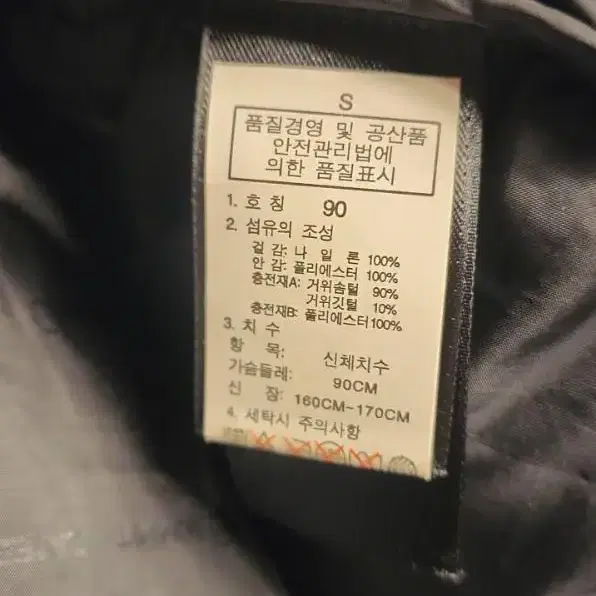 S
품질경영 및 공산품
안전관리법에
의한 품질표시
1. 호 칭 90
2. 섬유의 조성
겉 감: 나 일 론 100%
안 감: 폴리에스터 100%
충전재A: 거위솜털 90%
거위깃털 10%
충전재B: 폴리에스터100%
3. 치 수
항 목: 신체치수
가슴둘레: 90CM
신 장: 160CM-170CM
4. 세탁시 주의사항